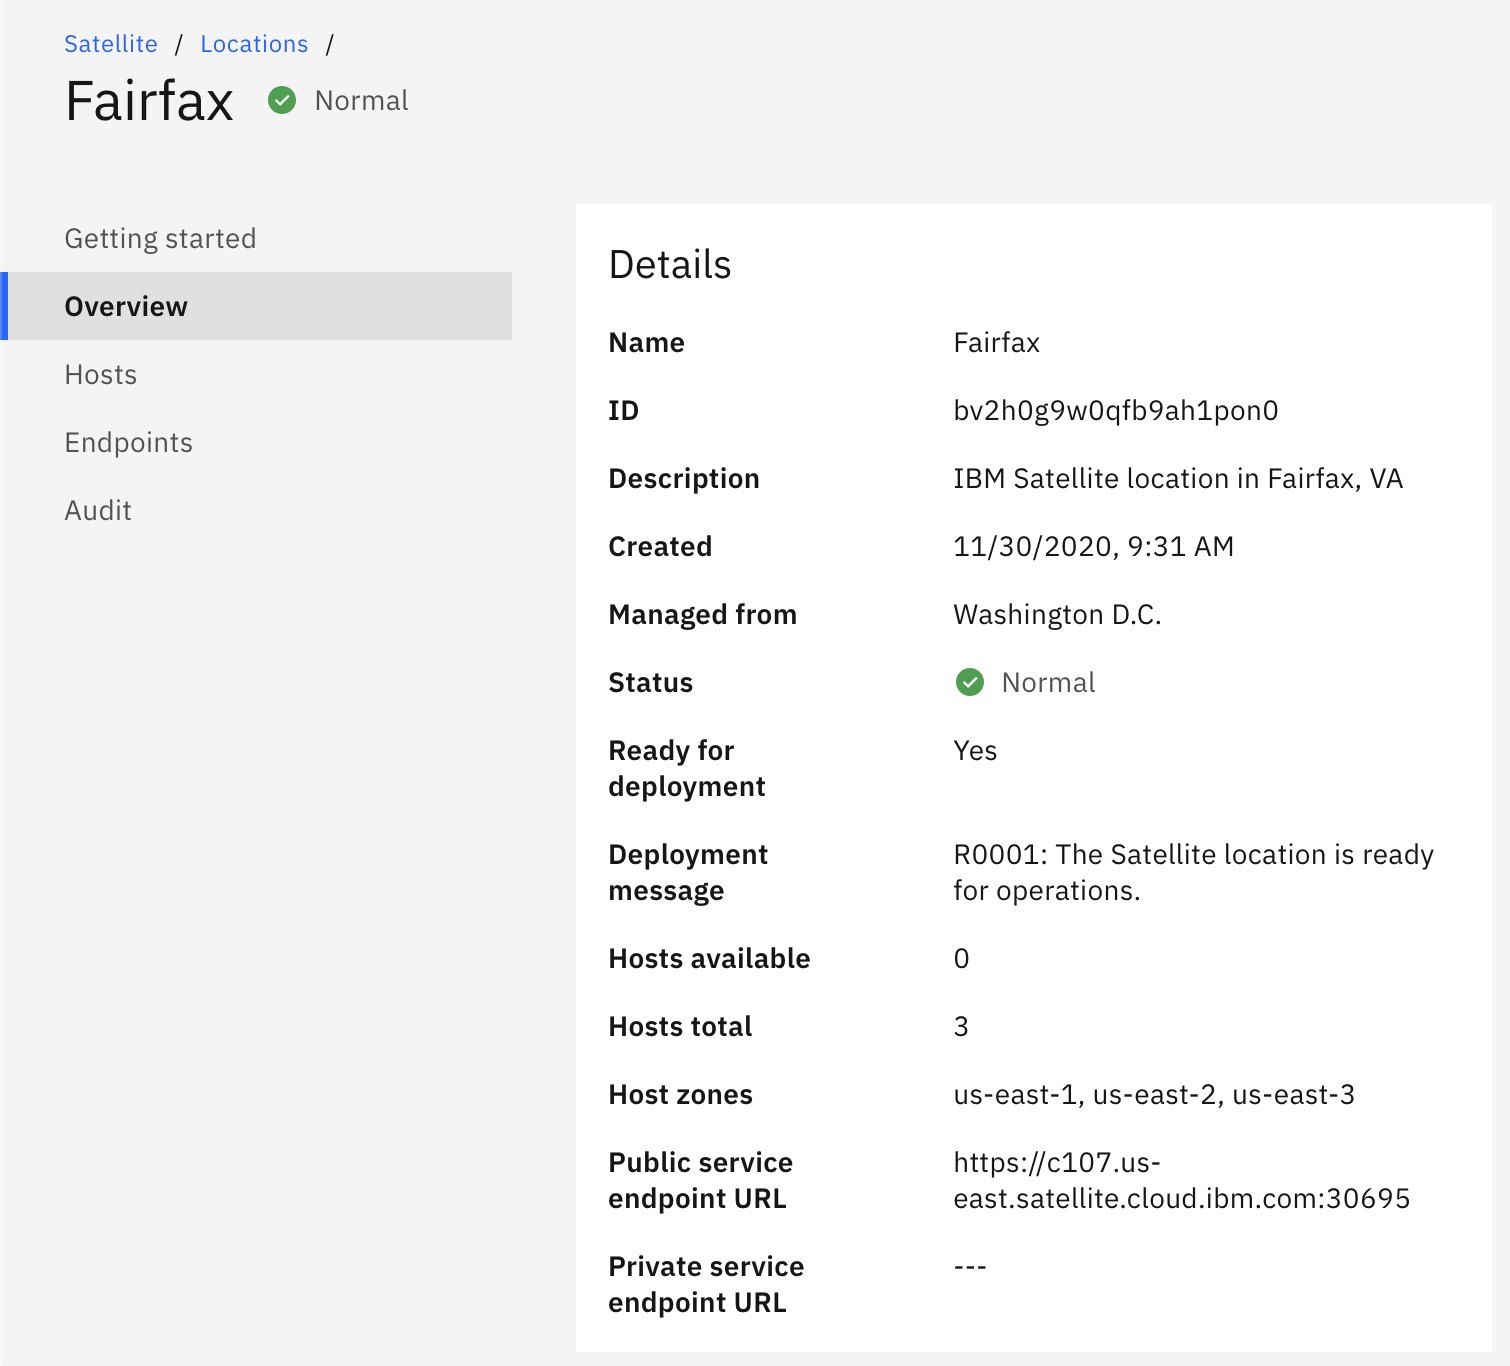 Satellite / Locations /
Fairfax Normal
Getting started
Overview
Hosts
Endpoints
Audit
Details
Name Fairfax
ID bv2h0g9w0qfb9ah1pon0
Description IBM Satellite location in Fairfax, VA
Created 11/30/2020, 9:31 AM
Managed from Washington D.C.
Status Normal
Ready for Yes
deployment
Deployment R0001: The Satellite location is ready
message for operations.
Hosts available 0
Hosts total 3
Host zones us-east-1, us-east-2, us-east-3
Public service https://c107.us-
endpoint URL east.satellite.cloud.ibm.com:30695
Private service ---
endpoint URL